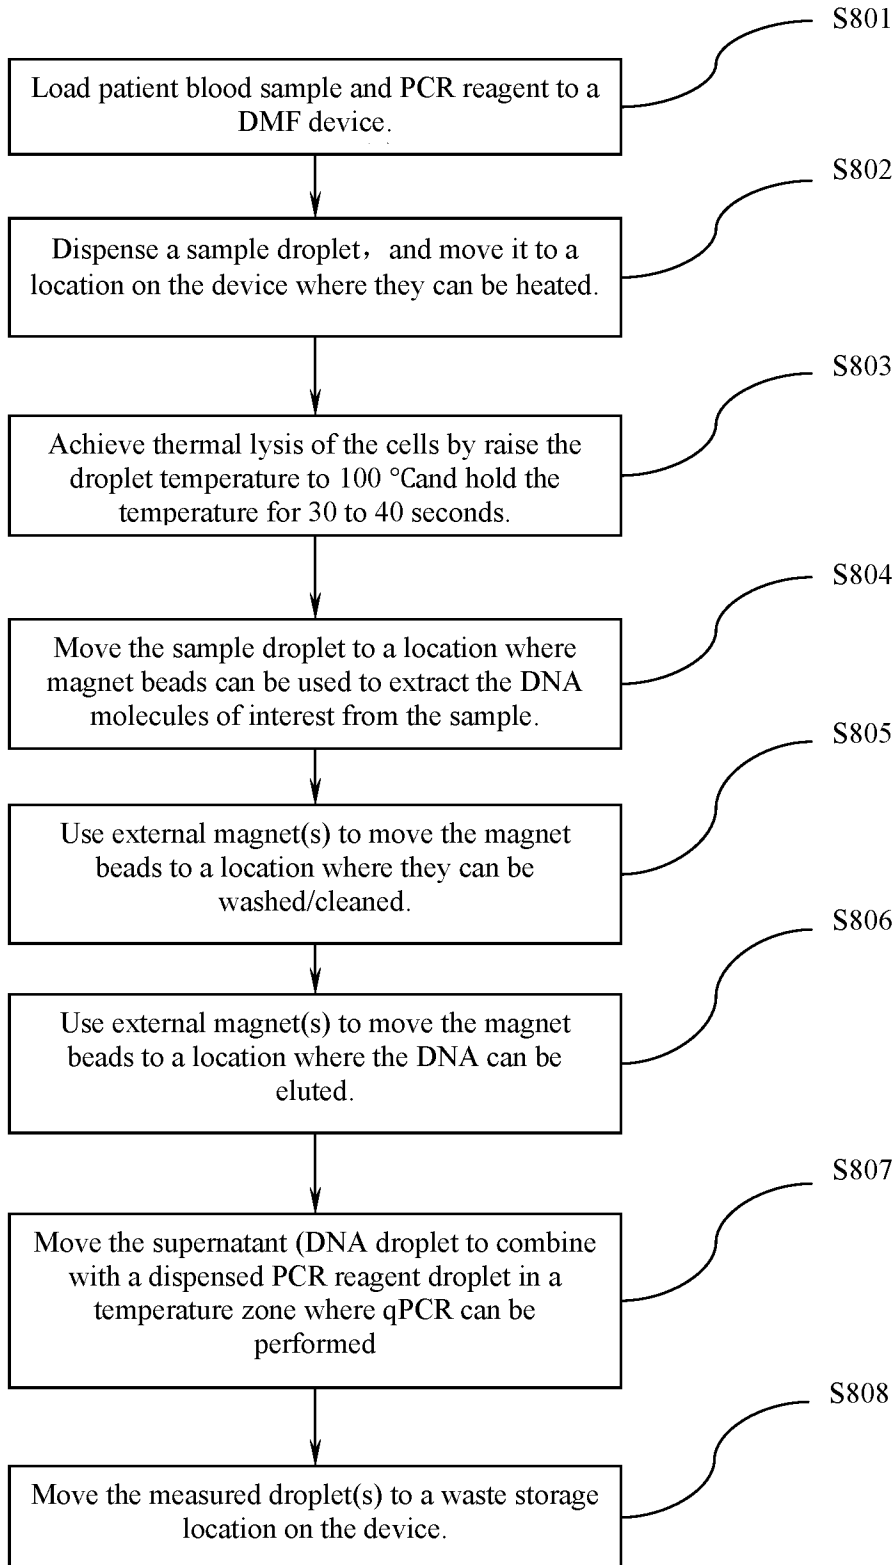 S801
Load patient blood sample and PCR reagent to a
DMF device.
S802
Dispense a sample droplet，and move it to a
location on the device where they can be heated.
S803
Achieve thermal lysis of the cells by raise the
droplet temperature to 100 ℃and hold the
temperature for 30 to 40 seconds.
S804
Move the sample droplet to a location where
magnet beads can be used to extract the DNA
molecules of interest from the sample.
S805
Use external magnet(s) to move the magnet
beads to a location where they can be
washed/cleaned.
S806
Use external magnet(s) to move the magnet
beads to a location where the DNA can be
eluted.
S807
Move the supernatant (DNA droplet to combine
with a dispensed PCR reagent droplet in a
temperature zone where qPCR can be
performed
S808
Move the measured droplet(s) to a waste storage
location on the device.